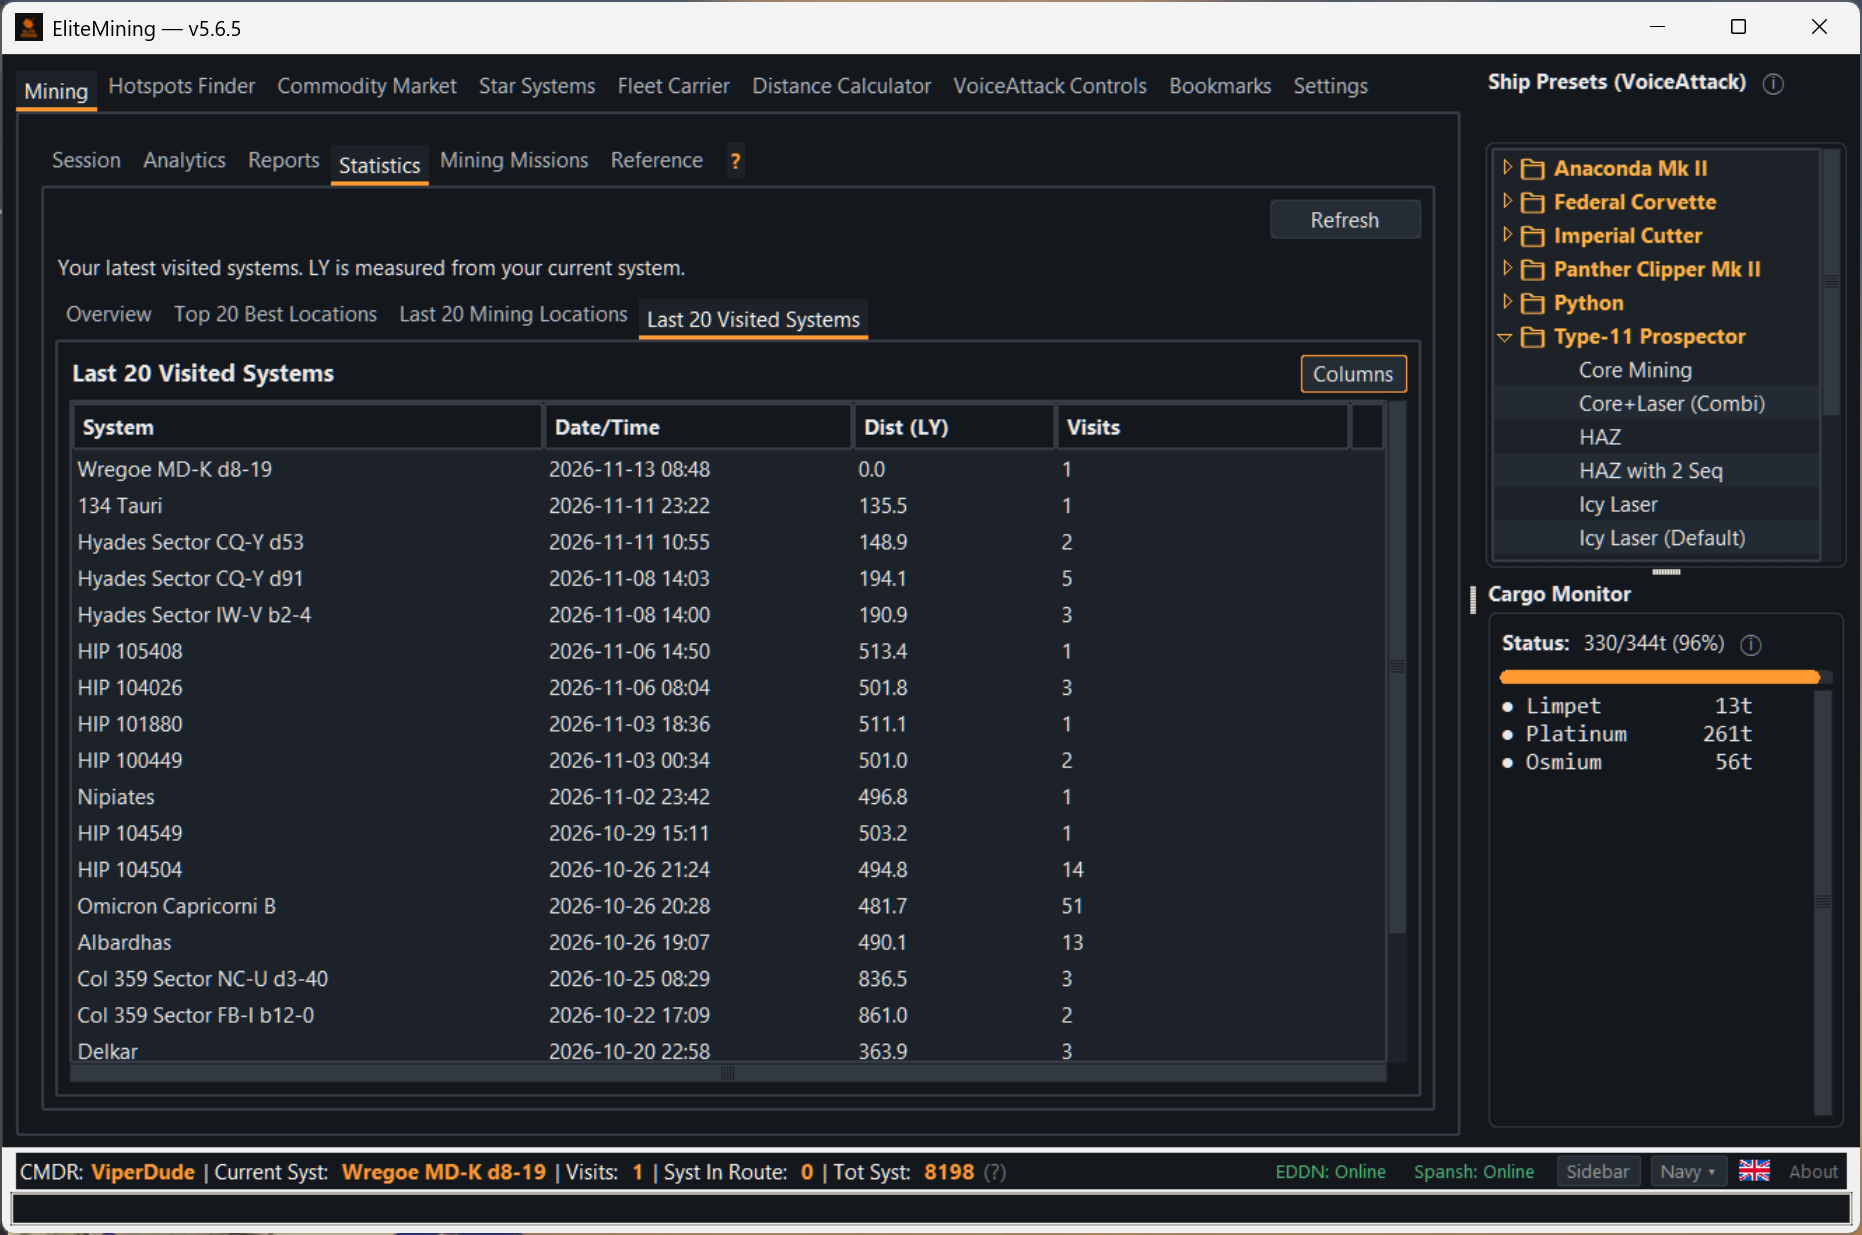 EliteMining — v5.6.5
Mining Hotspots Finder Commodity Market Star Systems Fleet Carrier Distance Calculator VoiceAttack Controls Bookmarks Settings
Session Analytics Reports Statistics Mining Missions Reference ?
Refresh
Your latest visited systems. LY is measured from your current system.
Overview Top 20 Best Locations Last 20 Mining Locations Last 20 Visited Systems
Last 20 Visited Systems Columns
System Date/Time Dist (LY) Visits
Wregoe MD-K d8-19 2026-11-13 08:48 0.0 1
134 Tauri 2026-11-11 23:22 135.5 1
Hyades Sector CQ-Y d53 2026-11-11 10:55 148.9 2
Hyades Sector CQ-Y d91 2026-11-08 14:03 194.1 5
Hyades Sector IW-V b2-4 2026-11-08 14:00 190.9 3
HIP 105408 2026-11-06 14:50 513.4 1
HIP 104026 2026-11-06 08:04 501.8 3
HIP 101880 2026-11-03 18:36 511.1 1
HIP 100449 2026-11-03 00:34 501.0 2
Nipiates 2026-11-02 23:42 496.8 1
HIP 104549 2026-10-29 15:11 503.2 1
HIP 104504 2026-10-26 21:24 494.8 14
Omicron Capricorni B 2026-10-26 20:28 481.7 51
Albardhas 2026-10-26 19:07 490.1 13
Col 359 Sector NC-U d3-40 2026-10-25 08:29 836.5 3
Col 359 Sector FB-I b12-0 2026-10-22 17:09 861.0 2
Delkar 2026-10-20 22:58 363.9 3
Ship Presets (VoiceAttack)
Anaconda Mk II
Federal Corvette
Imperial Cutter
Panther Clipper Mk II
Python
Type-11 Prospector
Core Mining
Core+Laser (Combi)
HAZ
HAZ with 2 Seq
Icy Laser
Icy Laser (Default)
Cargo Monitor
Status: 330/344t (96%)
Limpet 13t
Platinum 261t
Osmium 56t
CMDR: ViperDude | Current Syst: Wregoe MD-K d8-19 | Visits: 1 | Syst In Route: 0 | Tot Syst: 8198 (?) EDDN: Online Spansh: Online Sidebar Navy About